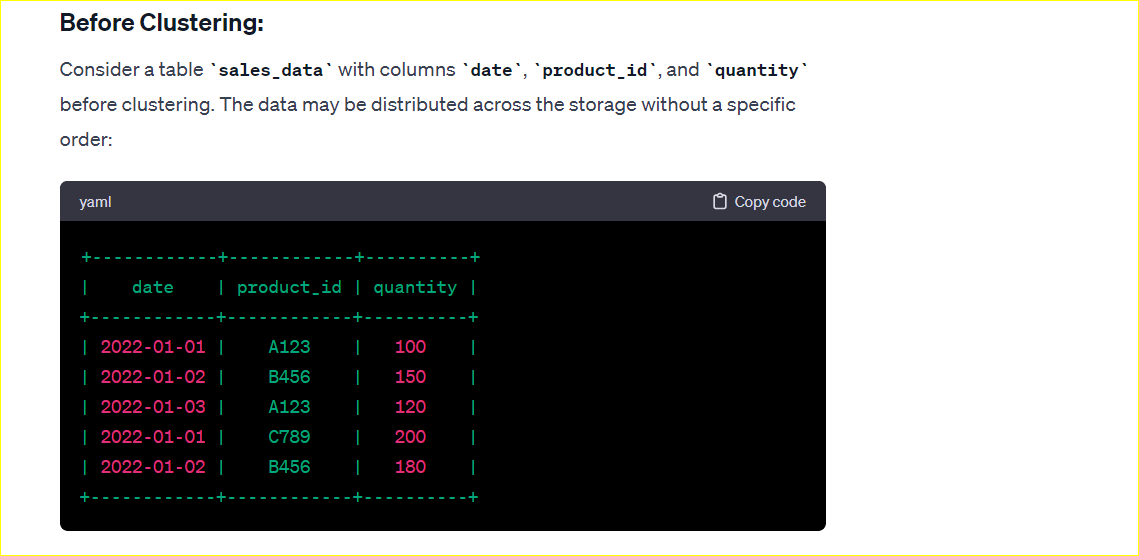 Before Clustering:
Consider a table `sales_data` with columns `date`, `product_id`, and `quantity`
before clustering. The data may be distributed across the storage without a specific
order:
yaml Copy code
+------------+------------+----------+
|    date    | product_id | quantity |
+------------+------------+----------+
| 2022-01-01 |    A123    |   100    |
| 2022-01-02 |    B456    |   150    |
| 2022-01-03 |    A123    |   120    |
| 2022-01-01 |    C789    |   200    |
| 2022-01-02 |    B456    |   180    |
+------------+------------+----------+